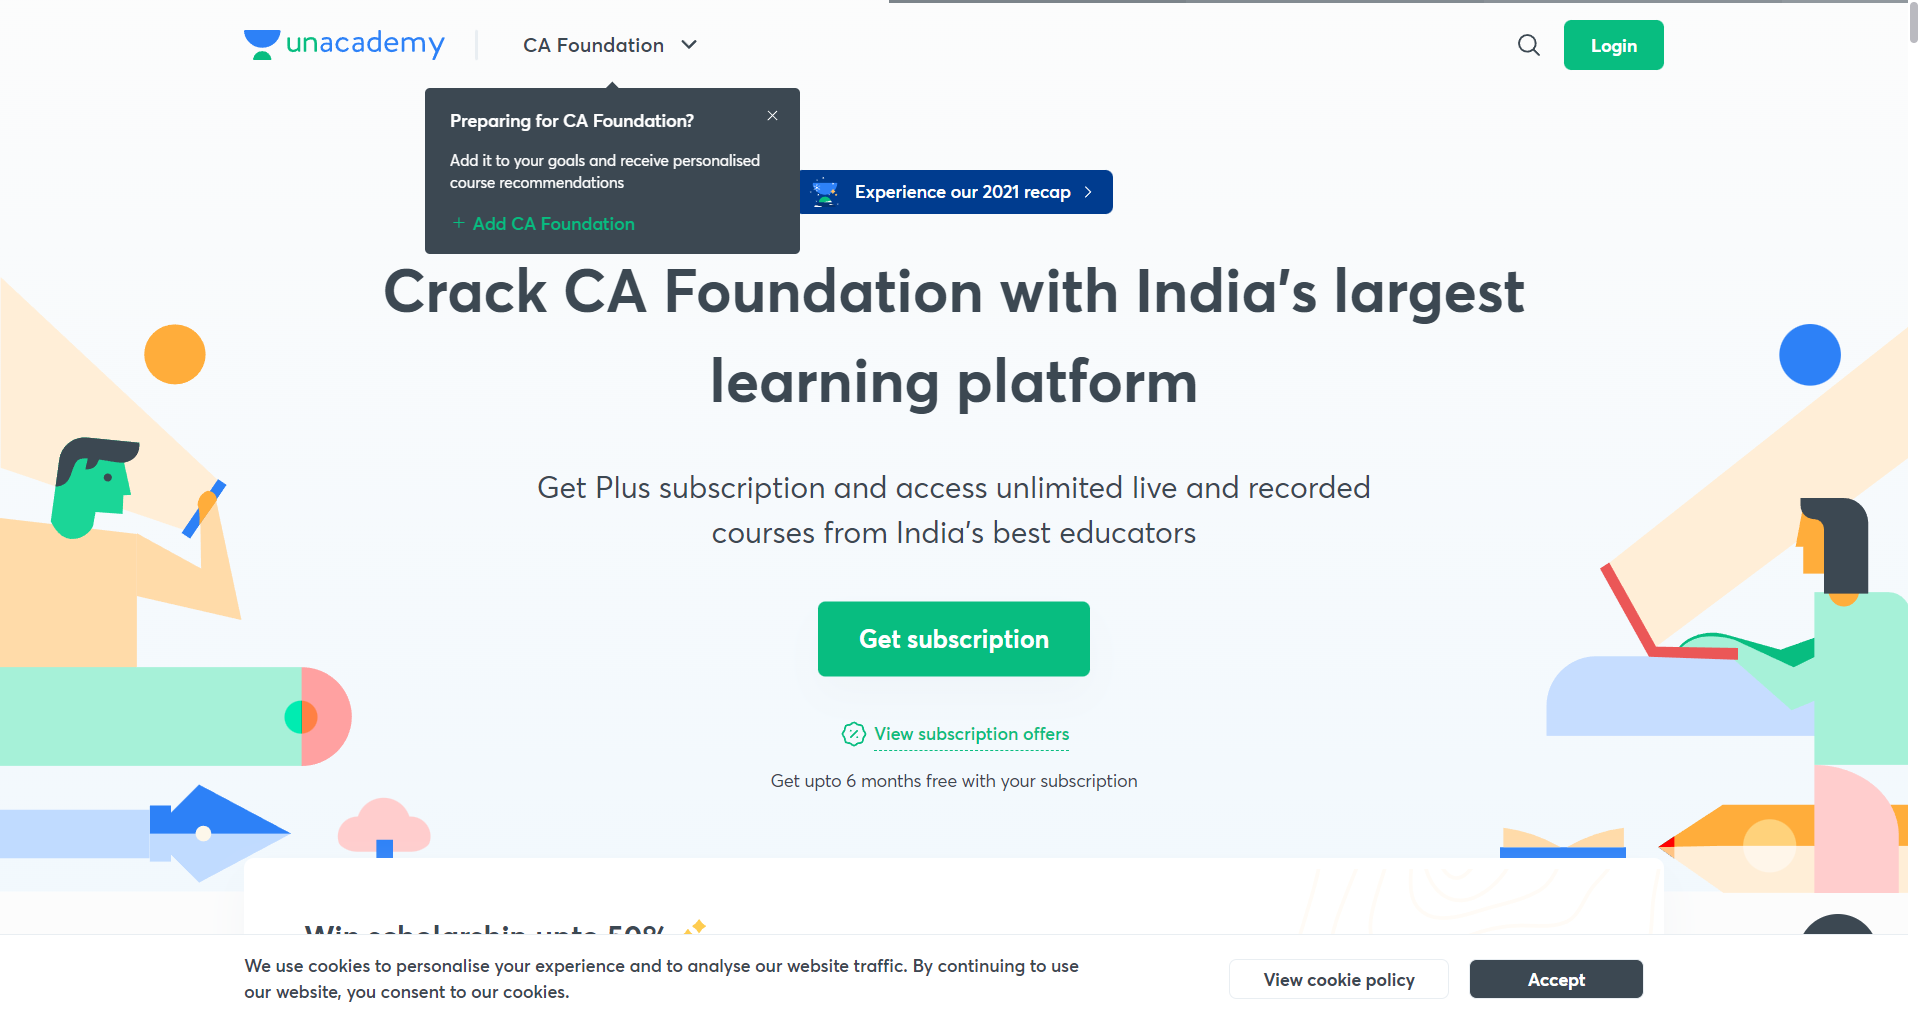 unacademy
CA Foundation
Login
Preparing for CA Foundation?
Add it to your goals and receive personalised
course recommendations
+ Add CA Foundation
Experience our 2021 recap
Crack CA Foundation with India's largest
learning platform
Get Plus subscription and access unlimited live and recorded
courses from India's best educators
Get subscription
View subscription offers
Get upto 6 months free with your subscription
Win scholarship upto 50%
We use cookies to personalise your experience and to analyse our website traffic. By continuing to use
our website, you consent to our cookies.
View cookie policy
Accept